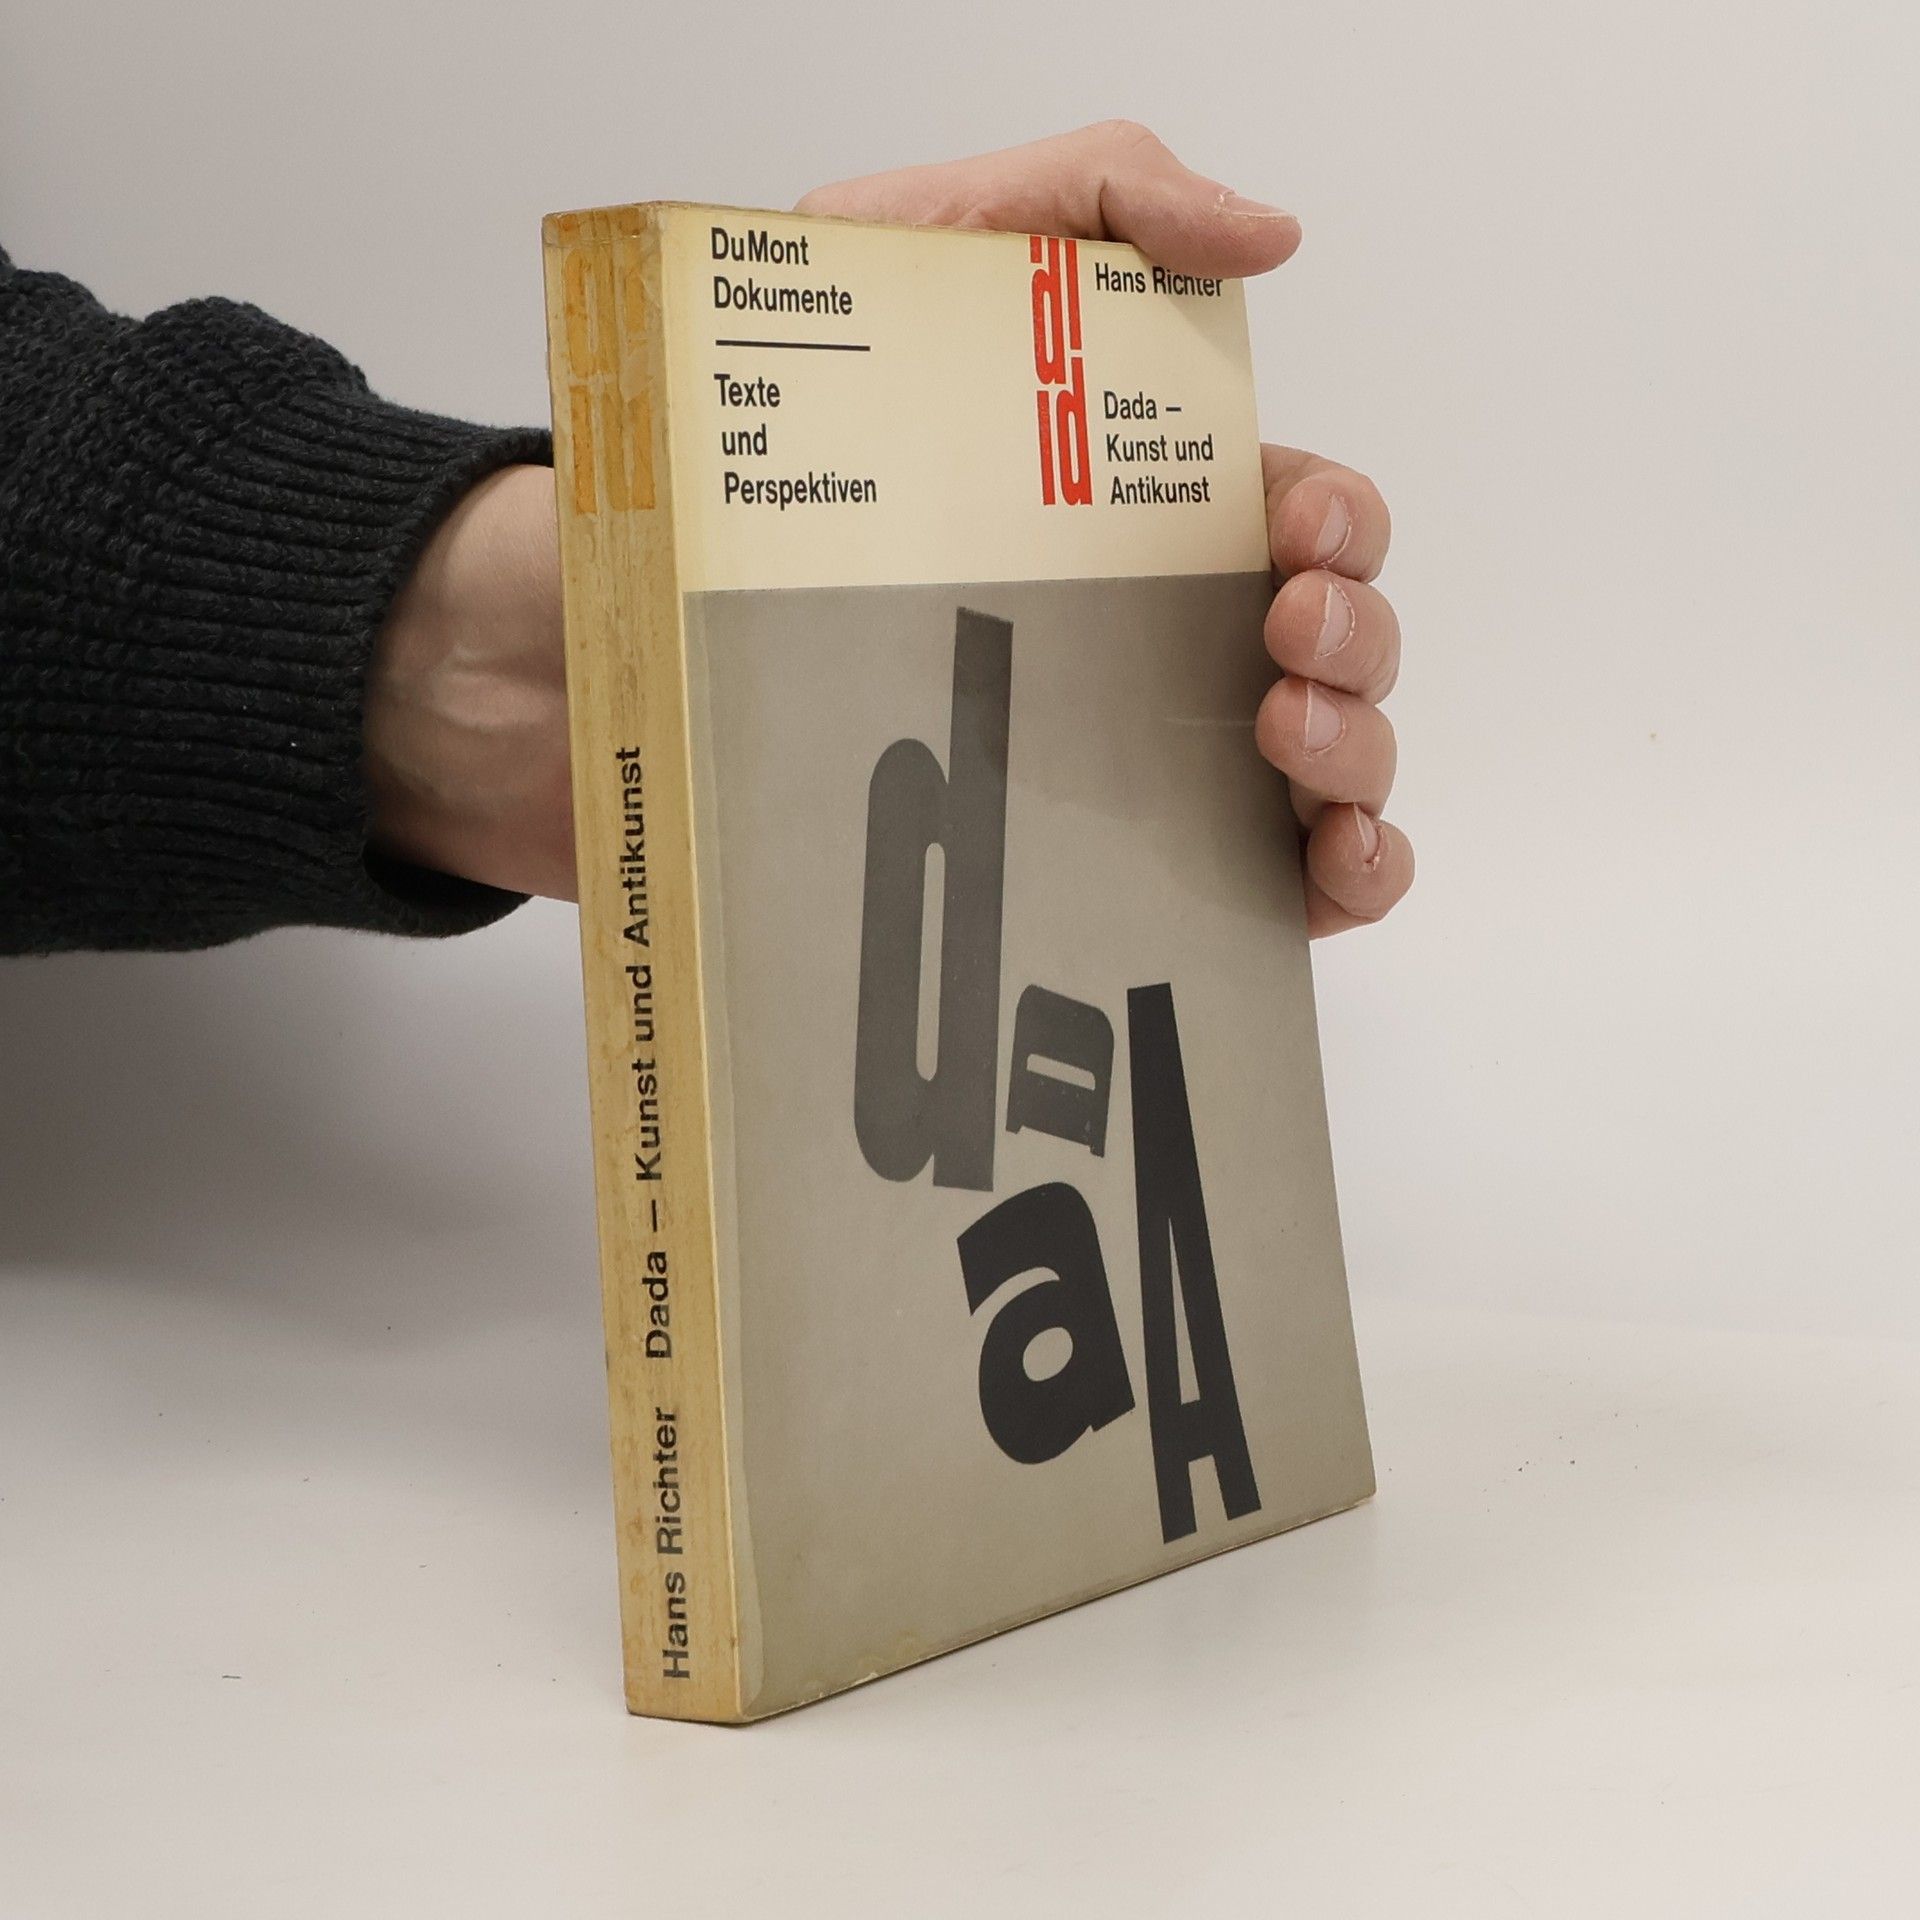 DuMont
Dokumente
Texte
und
Perspektiven
Hans Richter
Dada –
Kunst und
Antikunst
d
D
a
A
Hans Richter Dada – Kunst und Antikunst